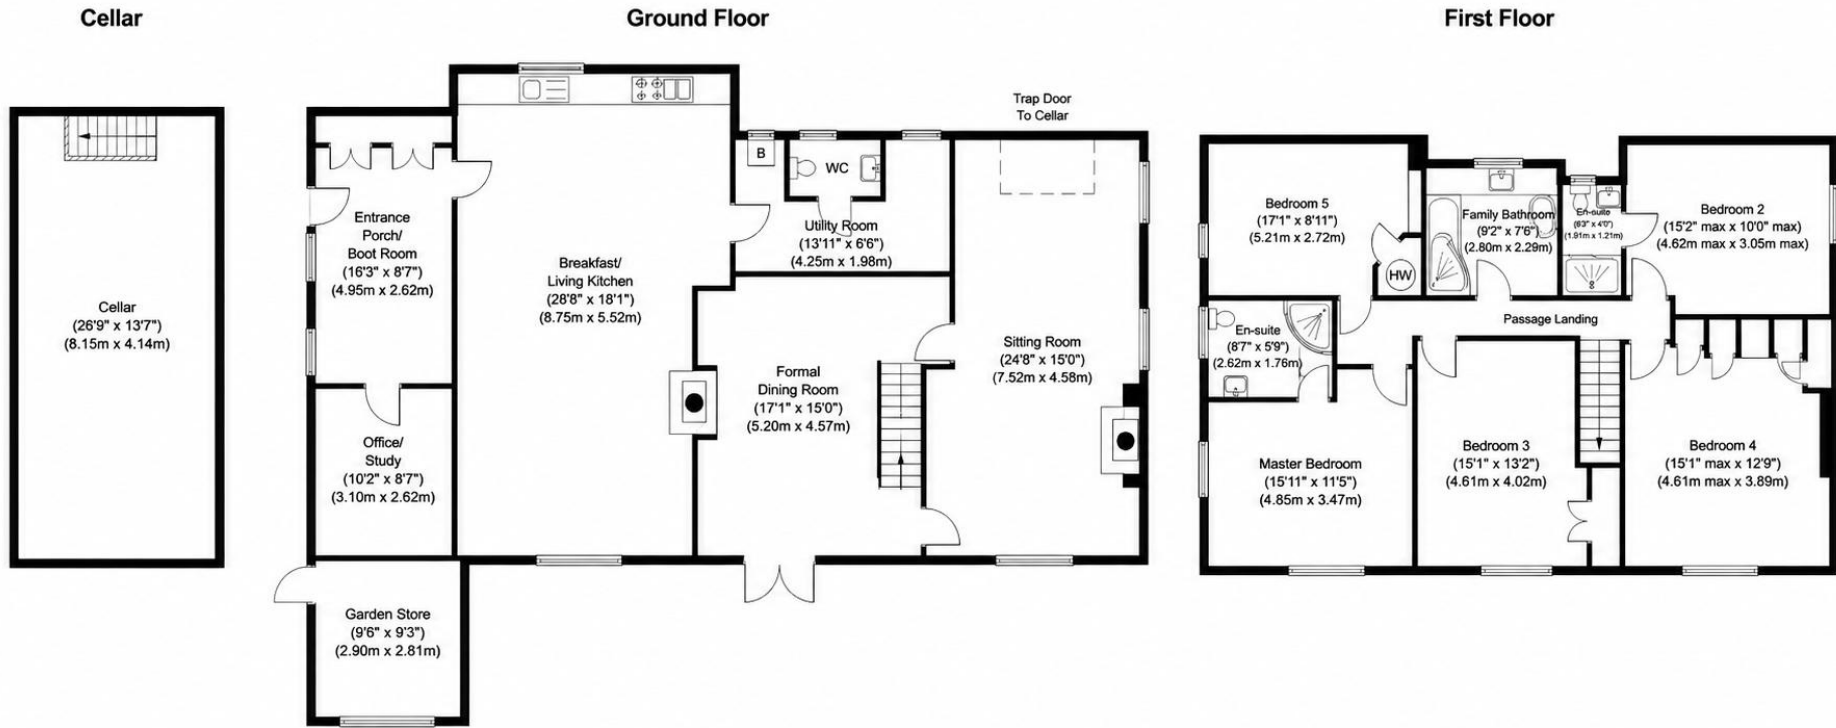 Cellar
Ground Floor
First Floor
Cellar
(26'9" x 13'7")
(8.15m x 4.14m)
Entrance
Porch/
Boot Room
(16'3" x 8'7")
(4.95m x 2.62m)
Office/
Study
(10'2" x 8'7")
(3.10m x 2.62m)
Garden Store
(9'6" x 9'3")
(2.90m x 2.81m)
Breakfast/
Living Kitchen
(28'8" x 18'1")
(8.75m x 5.52m)
B
WC
Utility Room
(13'11" x 6'6")
(4.25m x 1.98m)
Formal
Dining Room
(17'1" x 15'0")
(5.20m x 4.57m)
Trap Door
To Cellar
Sitting Room
(24'8" x 15'0")
(7.52m x 4.58m)
Bedroom 5
(17'1" x 8'11")
(5.21m x 2.72m)
HW
Family Bathroom
(9'2" x 7'6")
(2.80m x 2.29m)
En-suite
(6'3" x 4'0")
(1.91m x 1.21m)
Bedroom 2
(15'2" max x 10'0" max)
(4.62m max x 3.05m max)
Passage Landing
En-suite
(8'7" x 5'9")
(2.62m x 1.76m)
Master Bedroom
(15'11" x 11'5")
(4.85m x 3.47m)
Bedroom 3
(15'1" x 13'2")
(4.61m x 4.02m)
Bedroom 4
(15'1" max x 12'9")
(4.61m max x 3.89m)